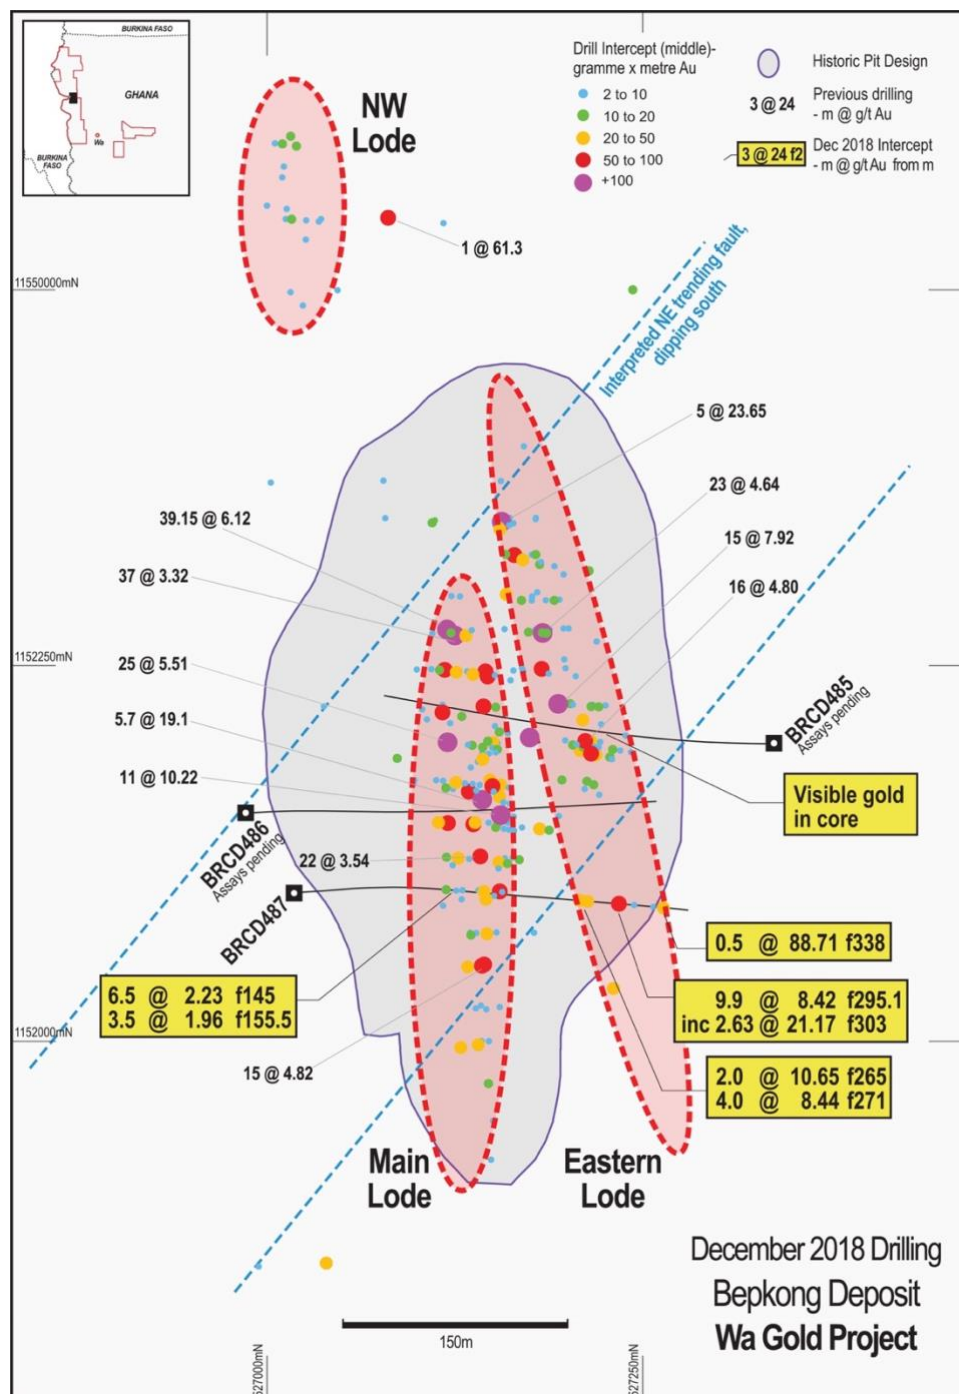 BURKINA FASO
GHANA
Wa
BURKINA
FASO
NW
Lode
Drill Intercept (middle)-
gramme x metre Au
2 to 10
10 to 20
20 to 50
50 to 100
+100
Historic Pit Design
3 @ 24
Previous drilling
- m @ g/t Au
3 @ 24 f2
Dec 2018 Intercept
- m @ g/t Au from m
1 @ 61.3
11550000mN
Interpreted NE trending fault,
dipping south
5 @ 23.65
23 @ 4.64
15 @ 7.92
16 @ 4.80
39.15 @ 6.12
37 @ 3.32
1152250mN
25 @ 5.51
5.7 @ 19.1
11 @ 10.22
BRCD485
Assays pending
Visible gold
in core
BRCD486
Assays pending
22 @ 3.54
BRCD487
0.5 @ 88.71 f338
6.5 @ 2.23 f145
3.5 @ 1.96 f155.5
9.9 @ 8.42 f295.1
inc 2.63 @ 21.17 f303
1152000mN
15 @ 4.82
2.0 @ 10.65 f265
4.0 @ 8.44 f271
Main
Lode
Eastern
Lode
December 2018 Drilling
Bepkong Deposit
Wa Gold Project
150m
527000mN
527250mN